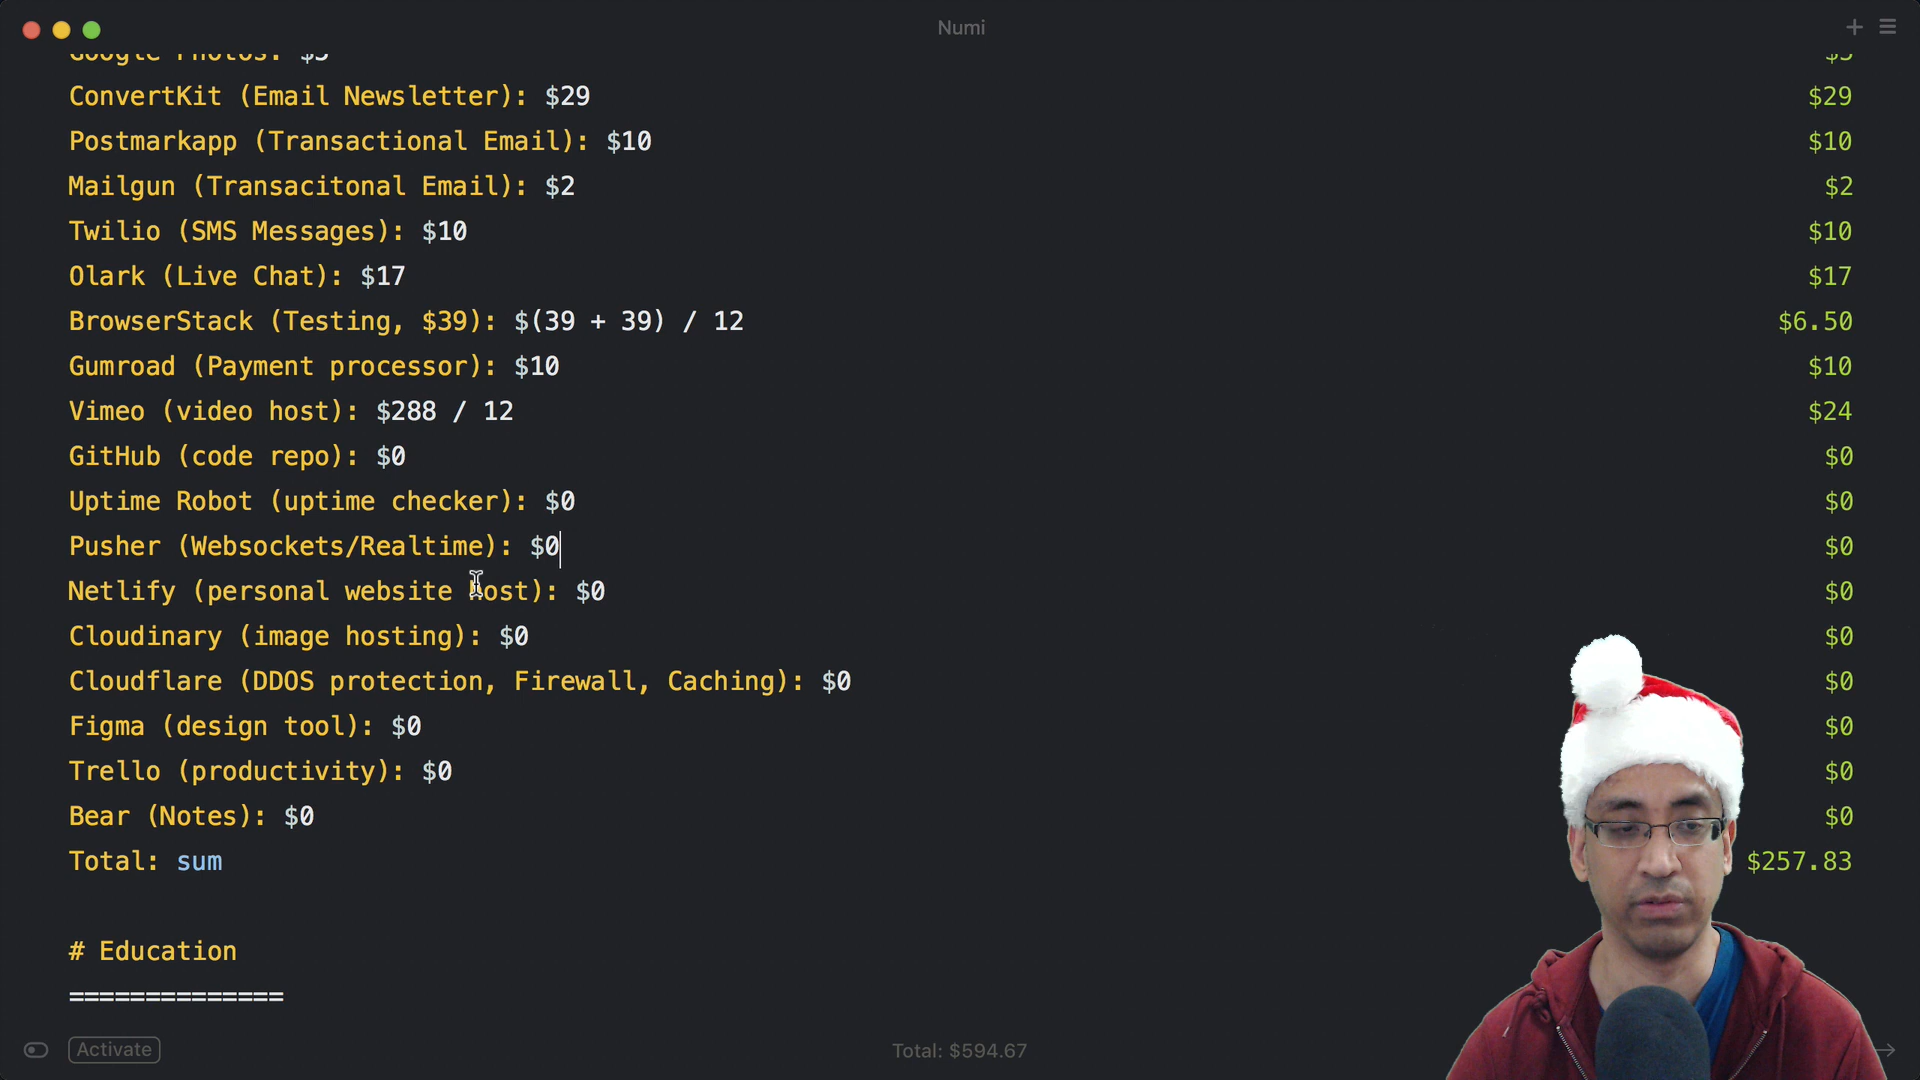 Numi
Google Photos: $3 $3
ConvertKit (Email Newsletter): $29 $29
Postmarkapp (Transactional Email): $10 $10
Mailgun (Transacitonal Email): $2 $2
Twilio (SMS Messages): $10 $10
Olark (Live Chat): $17 $17
BrowserStack (Testing, $39): $(39 + 39) / 12 $6.50
Gumroad (Payment processor): $10 $10
Vimeo (video host): $288 / 12 $24
GitHub (code repo): $0 $0
Uptime Robot (uptime checker): $0 $0
Pusher (Websockets/Realtime): $0 $0
Netlify (personal website host): $0 $0
Cloudinary (image hosting): $0 $0
Cloudflare (DDOS protection, Firewall, Caching): $0 $0
Figma (design tool): $0 $0
Trello (productivity): $0 $0
Bear (Notes): $0 $0
Total: sum $257.83
# Education
==============
Activate Total: $594.67